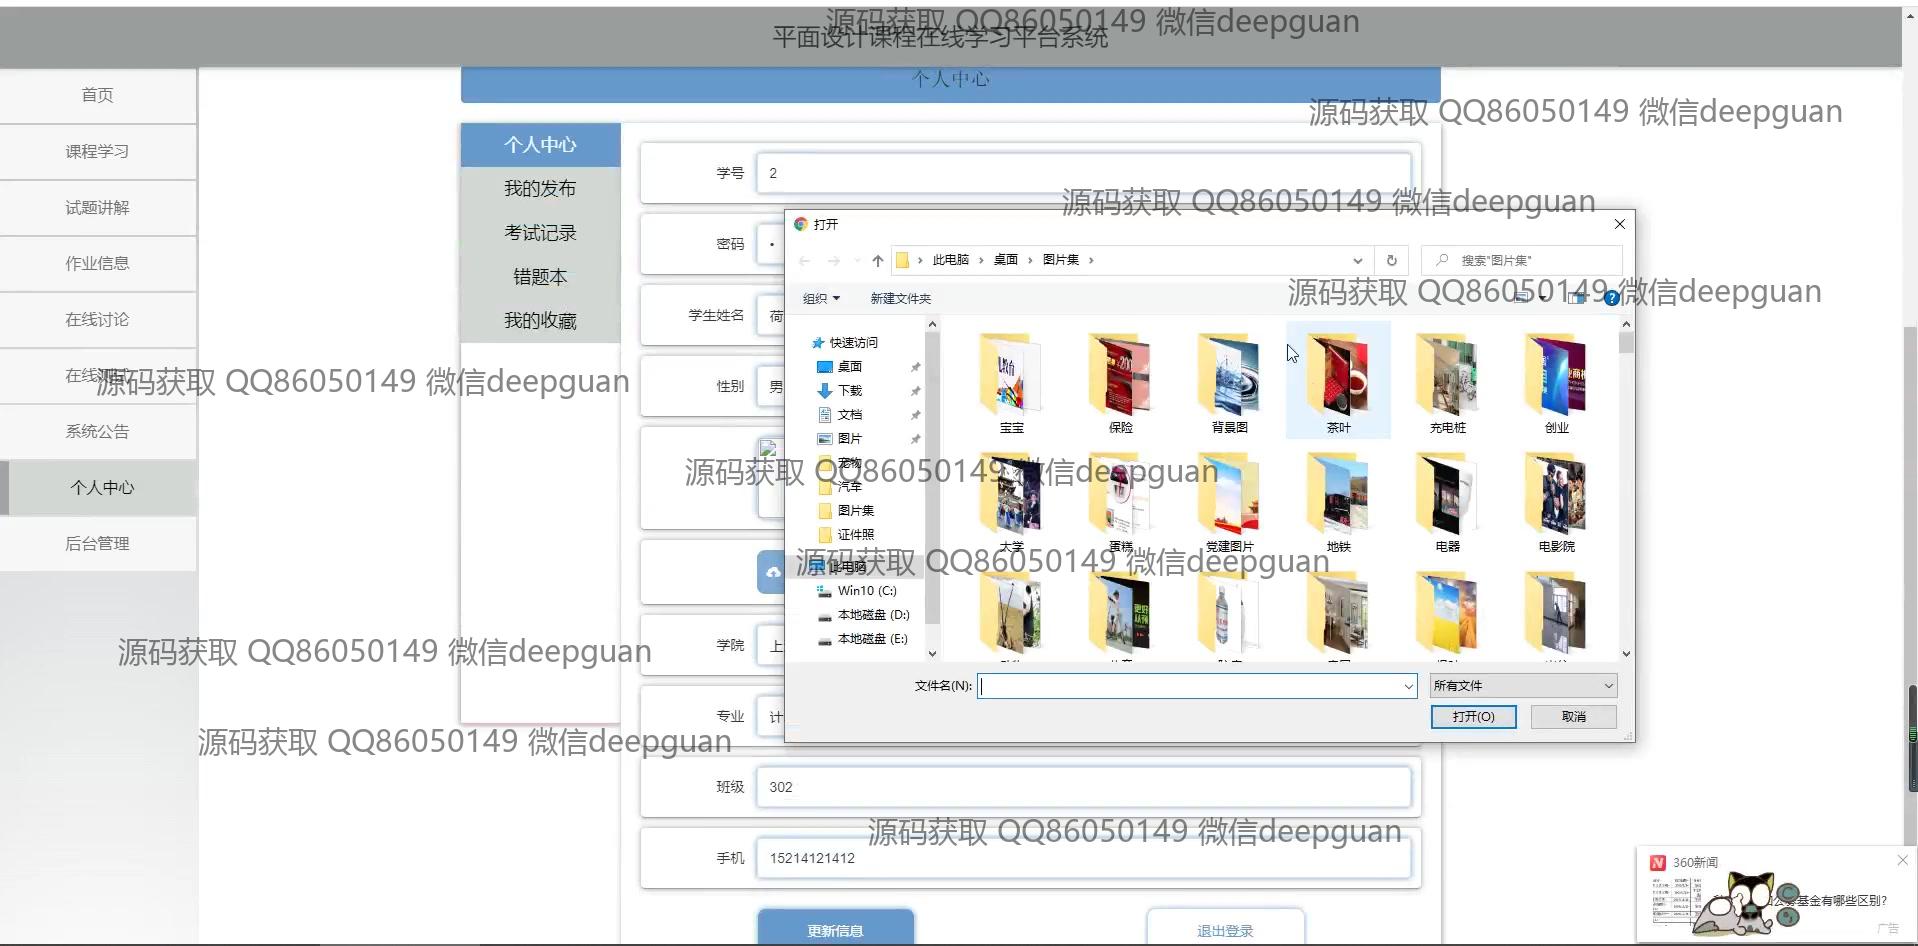 源码获取 QQ86050149 微信deepguan
平面设计课程在线学习平台系统
个人中心
源码获取 QQ86050149 微信deepguan
首页
课程学习
试题讲解
作业信息
在线讨论
在线测试
系统公告
个人中心
后台管理
个人中心
我的发布
考试记录
错题本
我的收藏
学号 2
源码获取 QQ86050149 微信deepguan
密码
学生姓名 荷
性别 男
学院 上
专业 计
班级 302
手机 15214121412
更新信息
退出登录
打开
此电脑 桌面 图片集
搜索"图片集"
组织
新建文件夹
源码获取 QQ86050149 微信deepguan
快速访问
桌面
下载
文档
图片
宠物
汽车
图片集
证件照
此电脑
Win10 (C:)
本地磁盘 (D:)
本地磁盘 (E:)
宝宝
保险
背景图
茶叶
充电桩
创业
大学
蛋糕
党建图片
地铁
电器
电影院
文件名(N):
所有文件
打开(O)
取消
源码获取 QQ86050149 微信deepguan
源码获取 QQ86050149 微信deepguan
源码获取 QQ86050149 微信deepguan
源码获取 QQ86050149 微信deepguan
源码获取 QQ86050149 微信deepguan
源码获取 QQ86050149 微信deepguan
360新闻
基金有哪些区别?
广告